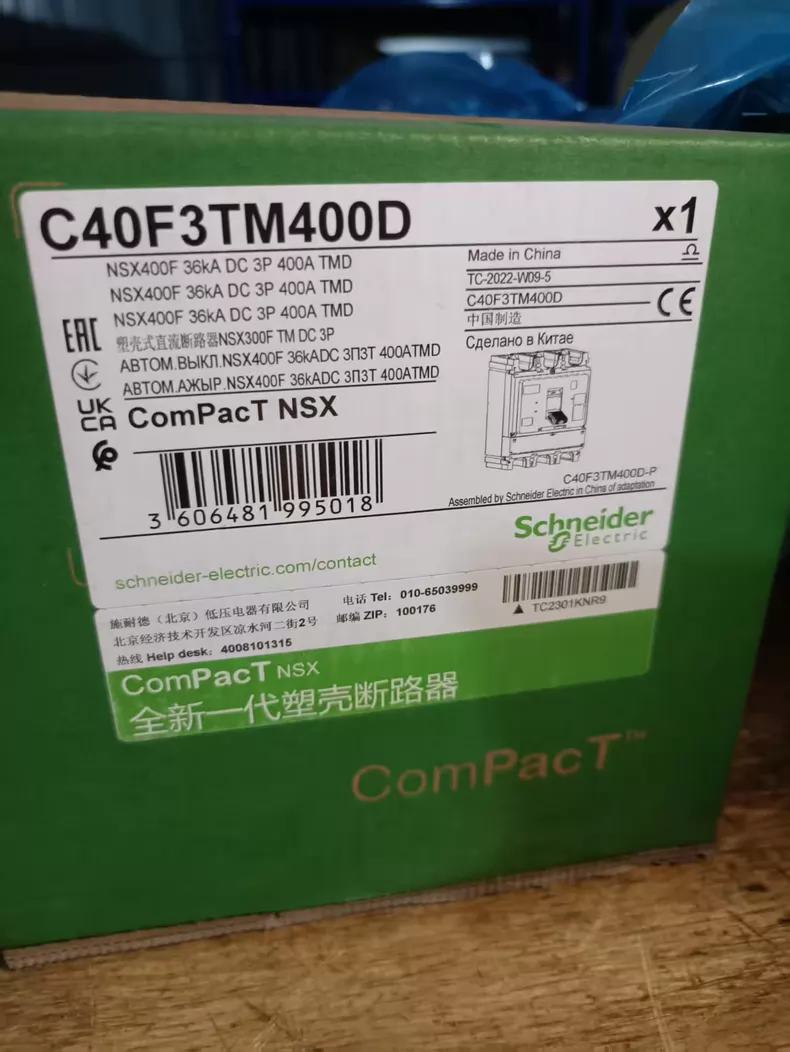 C40F3TM400D
x1
NSX400F 36kA DC 3P 400A TMD
NSX400F 36kA DC 3P 400A TMD
NSX400F 36kA DC 3P 400A TMD
塑壳式直流断路器NSX300F TM DC 3P
АВТОМ.ВЫКЛ.NSX400F 36kADC 3П3Т 400ATMD
АВТОМ.АЖЫР.NSX400F 36kADC 3П3Т 400ATMD
EAC
UK
CA
ComPacT NSX
3 606481 995018
Made in China
TC-2022-W09-5
C40F3TM400D
中国制造
Сделано в Китае
CE
C40F3TM400D-P
Assembled by Schneider Electric in China of adaptation
Schneider
Electric
schneider-electric.com/contact
施耐德（北京）低压电器有限公司
北京经济技术开发区凉水河二街2号
热线 Help desk: 4008101315
电话 Tel: 010-65039999
邮编 ZIP: 100176
▲ TC2301KNR9
ComPacT NSX
全新一代塑壳断路器
ComPacT™